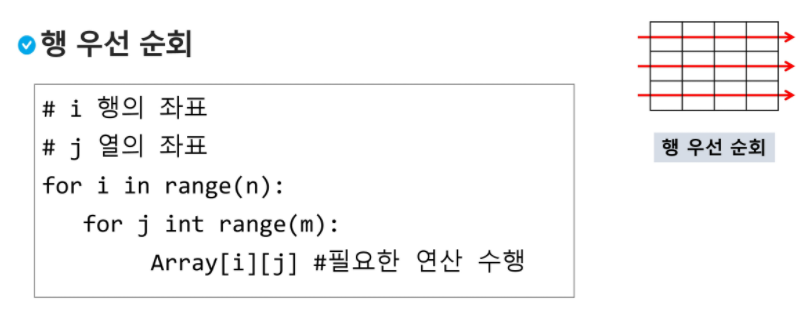 행 우선 순회
# i 행의 좌표
# j 열의 좌표
for i in range(n):
for j int range(m):
Array[i][j] #필요한 연산 수행
행 우선 순회